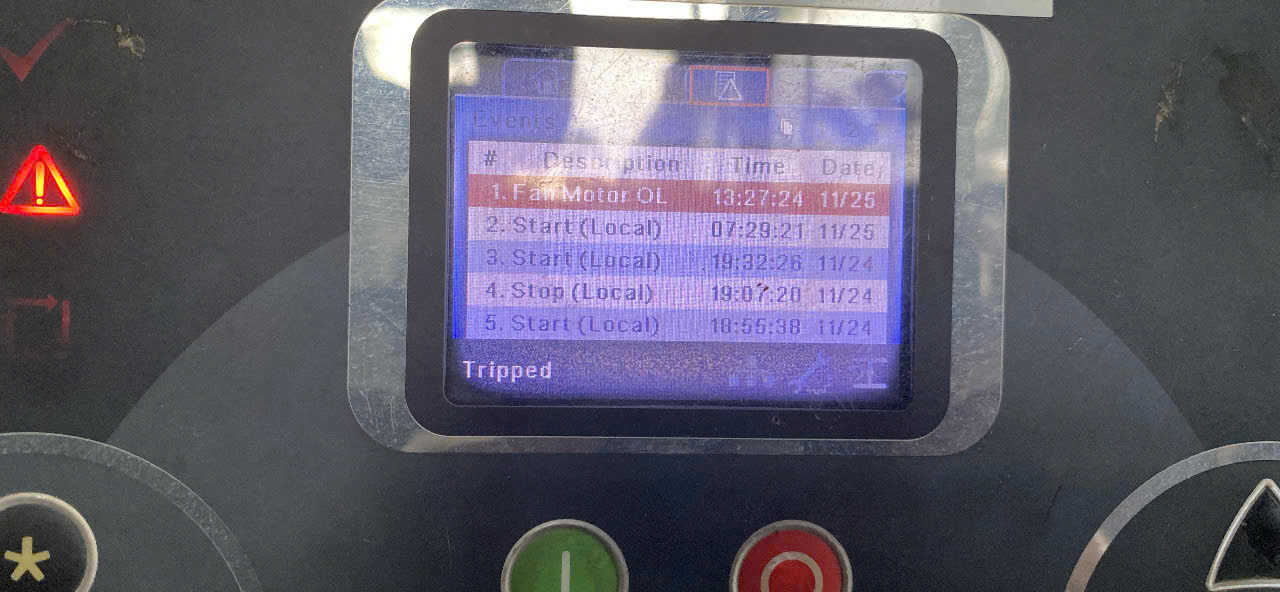 Events
# Description Time Date
1. Fan Motor OL 13:27:24 11/25
2. Start (Local) 07:29:21 11/25
3. Start (Local) 19:32:26 11/24
4. Stop (Local) 19:07:20 11/24
5. Start (Local) 18:55:38 11/24
Tripped